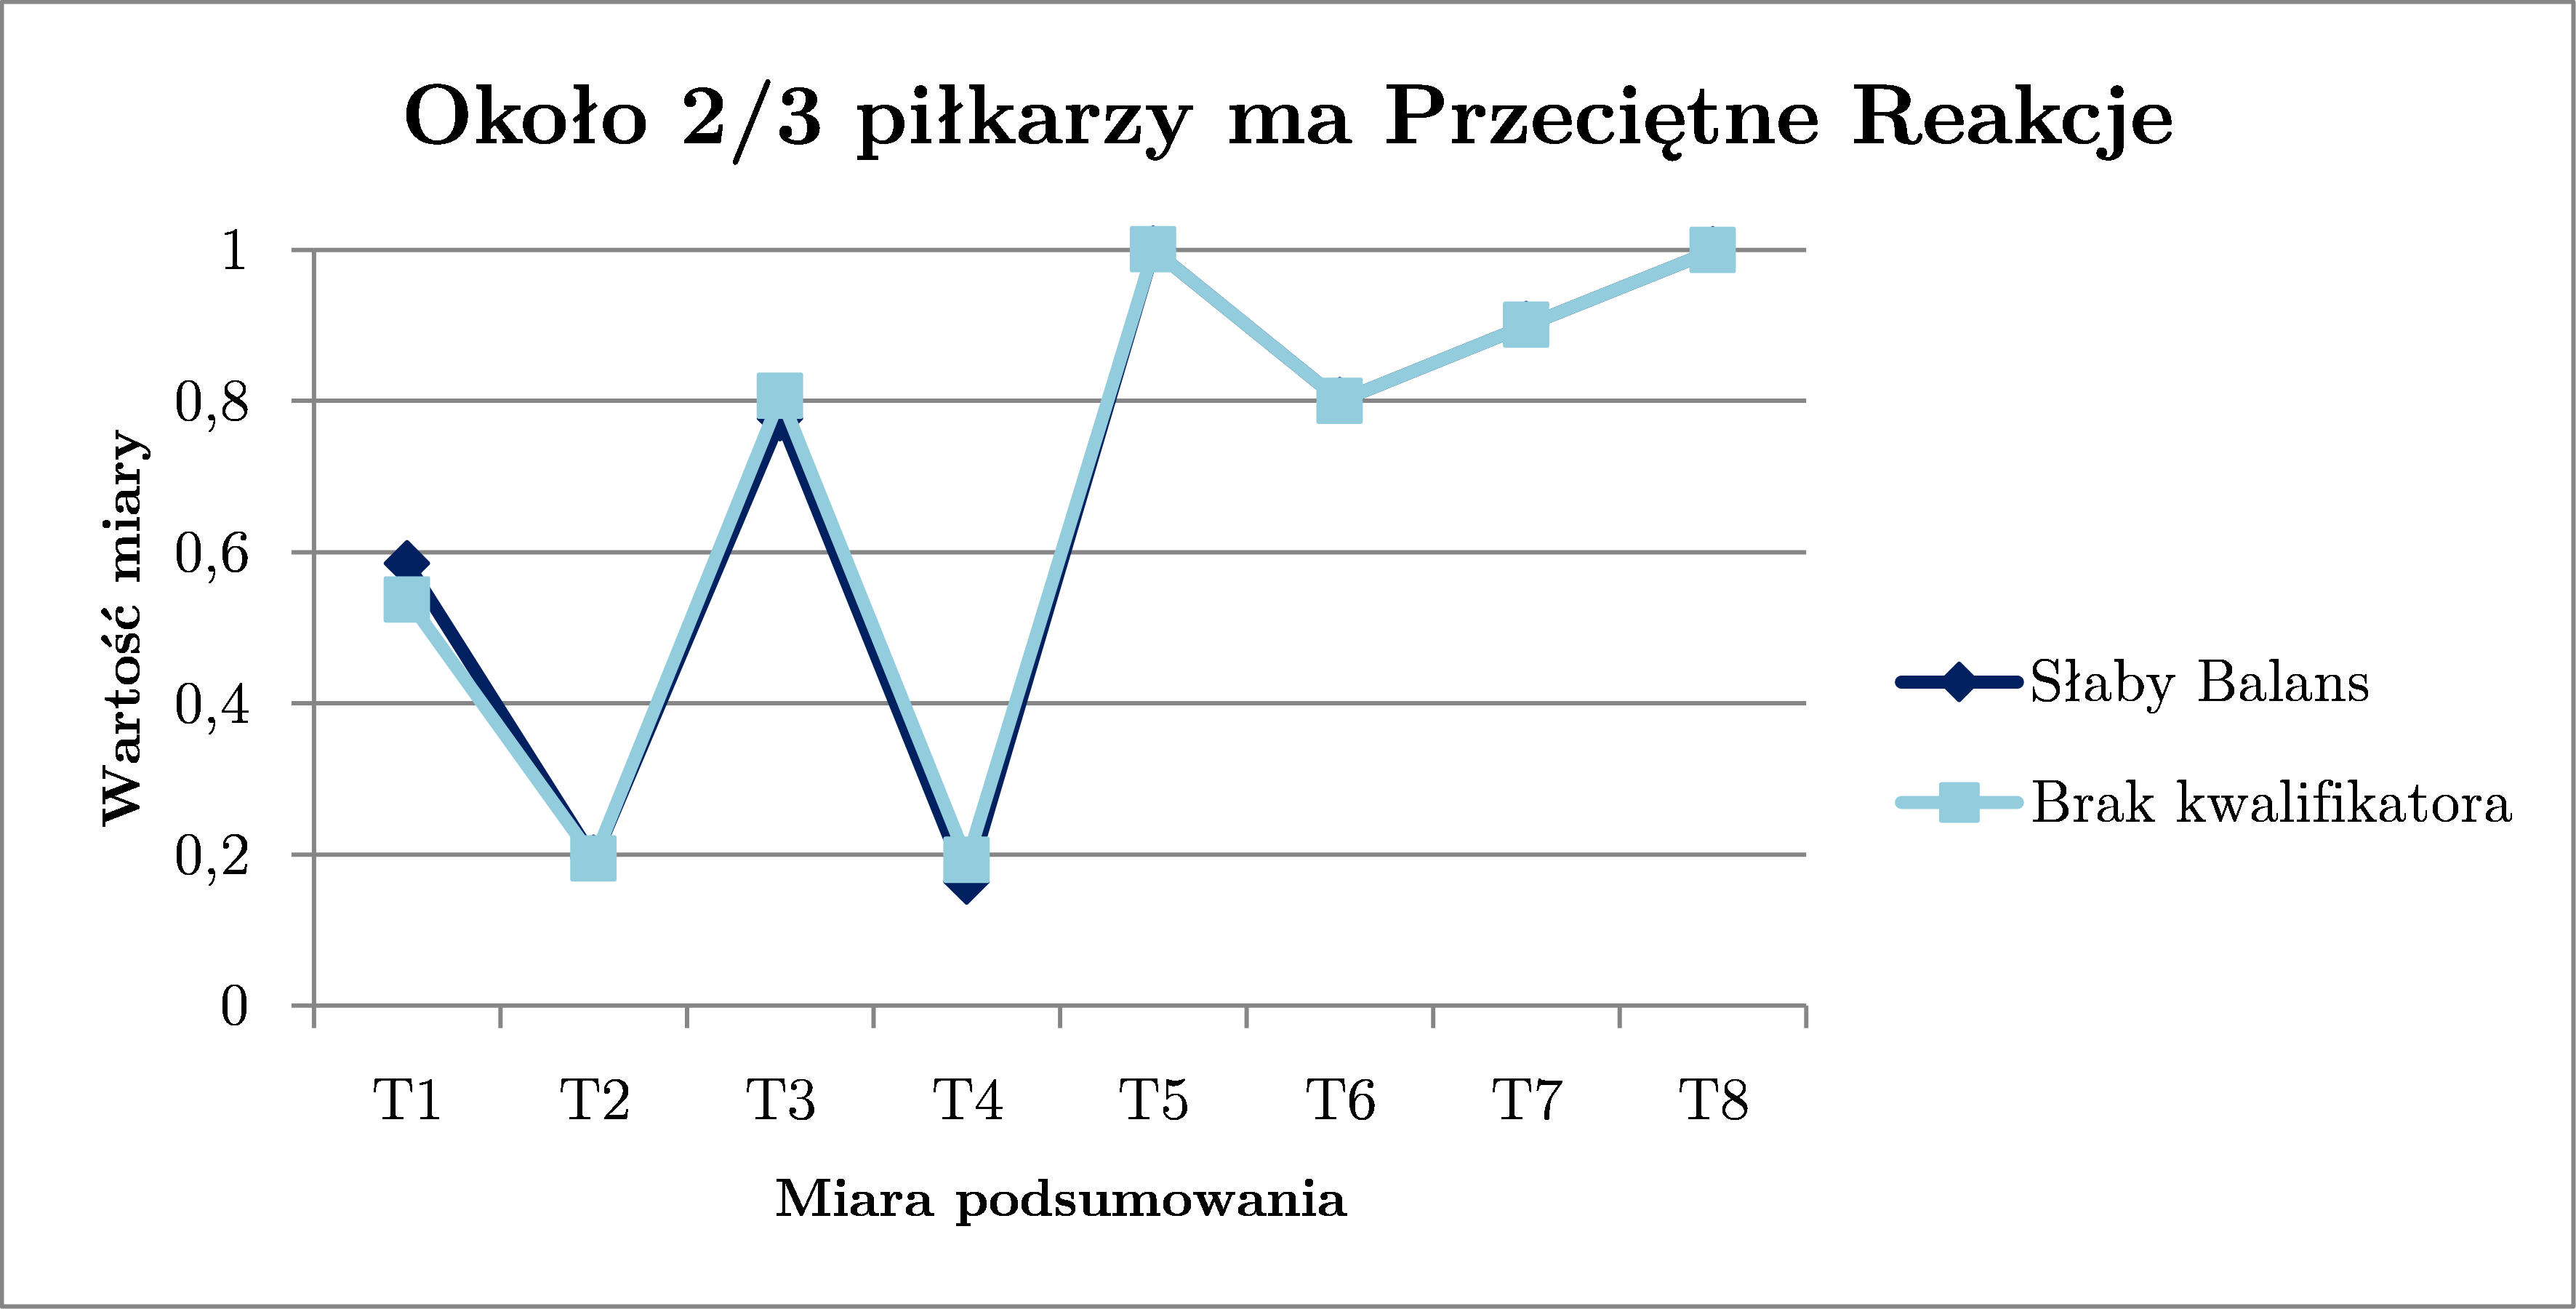 Około 2/3 piłkarzy ma Przeciętne Reakcje
Wartość miary
1
0,8
0,6
0,4
0,2
0
T1 T2 T3 T4 T5 T6 T7 T8
Miara podsumowania
Słaby Balans
Brak kwalifikatora